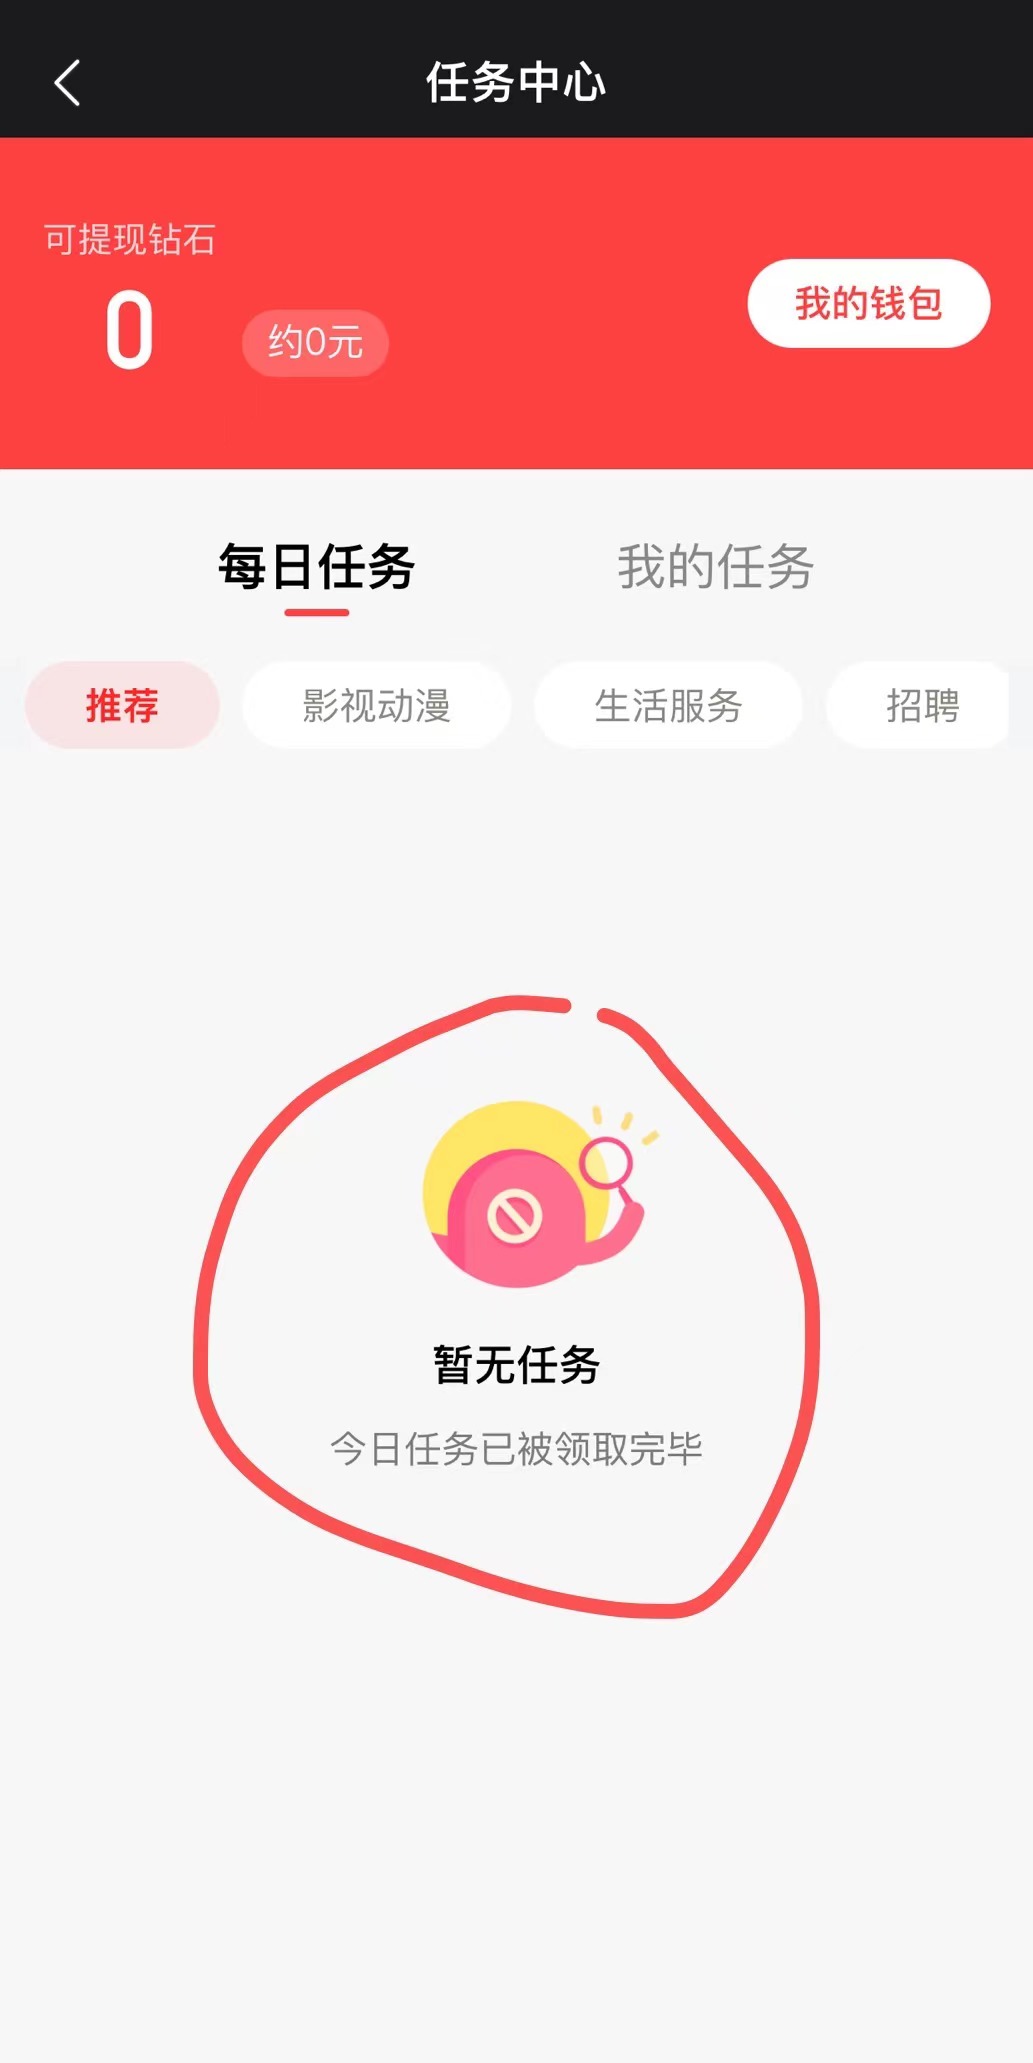 任务中心
可提现钻石
0
约0元
我的钱包
每日任务
我的任务
推荐
影视动漫
生活服务
招聘
暂无任务
今日任务已被领取完毕